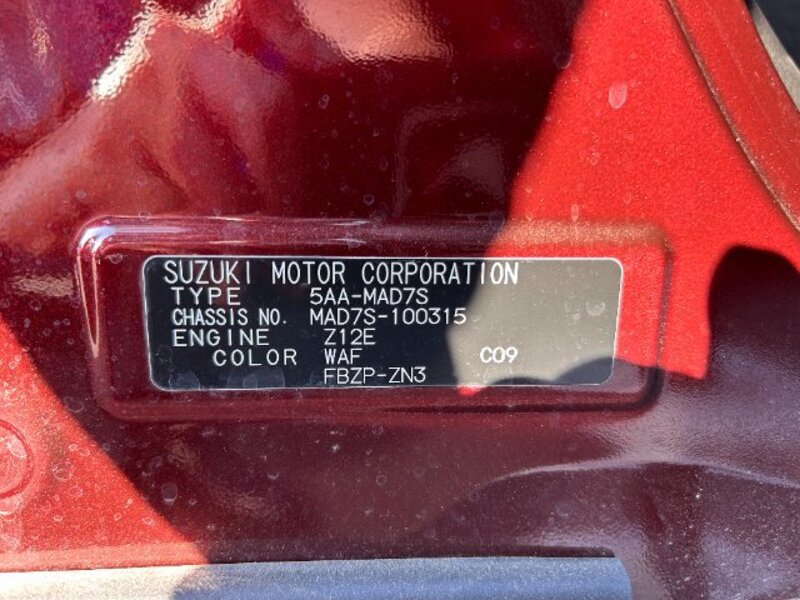 SUZUKI MOTOR CORPORATION
TYPE 5AA-MAD7S
CHASSIS NO. MAD7S-100315
ENGINE Z12E
COLOR WAF C09
FBZP-ZN3